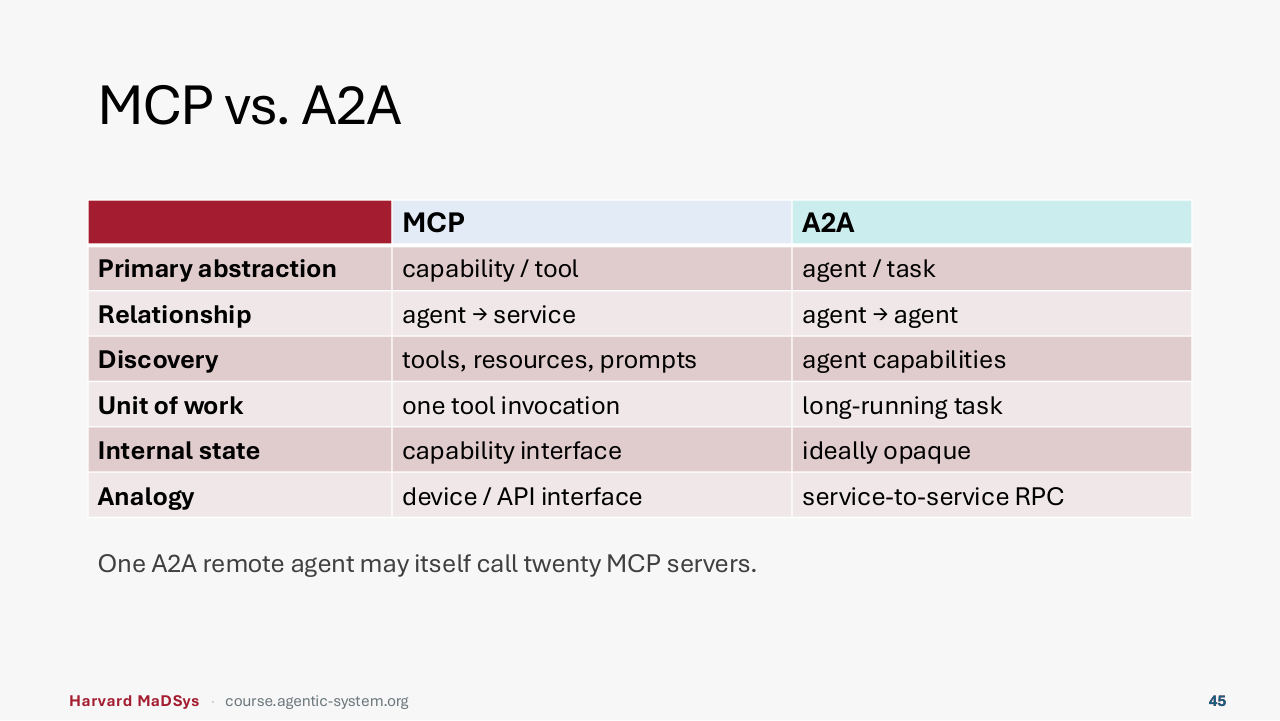 MCP vs. A2A
MCP A2A
Primary abstraction capability / tool agent / task
Relationship agent → service agent → agent
Discovery tools, resources, prompts agent capabilities
Unit of work one tool invocation long-running task
Internal state capability interface ideally opaque
Analogy device / API interface service-to-service RPC
One A2A remote agent may itself call twenty MCP servers.
Harvard MaDSys · course.agentic-system.org 45